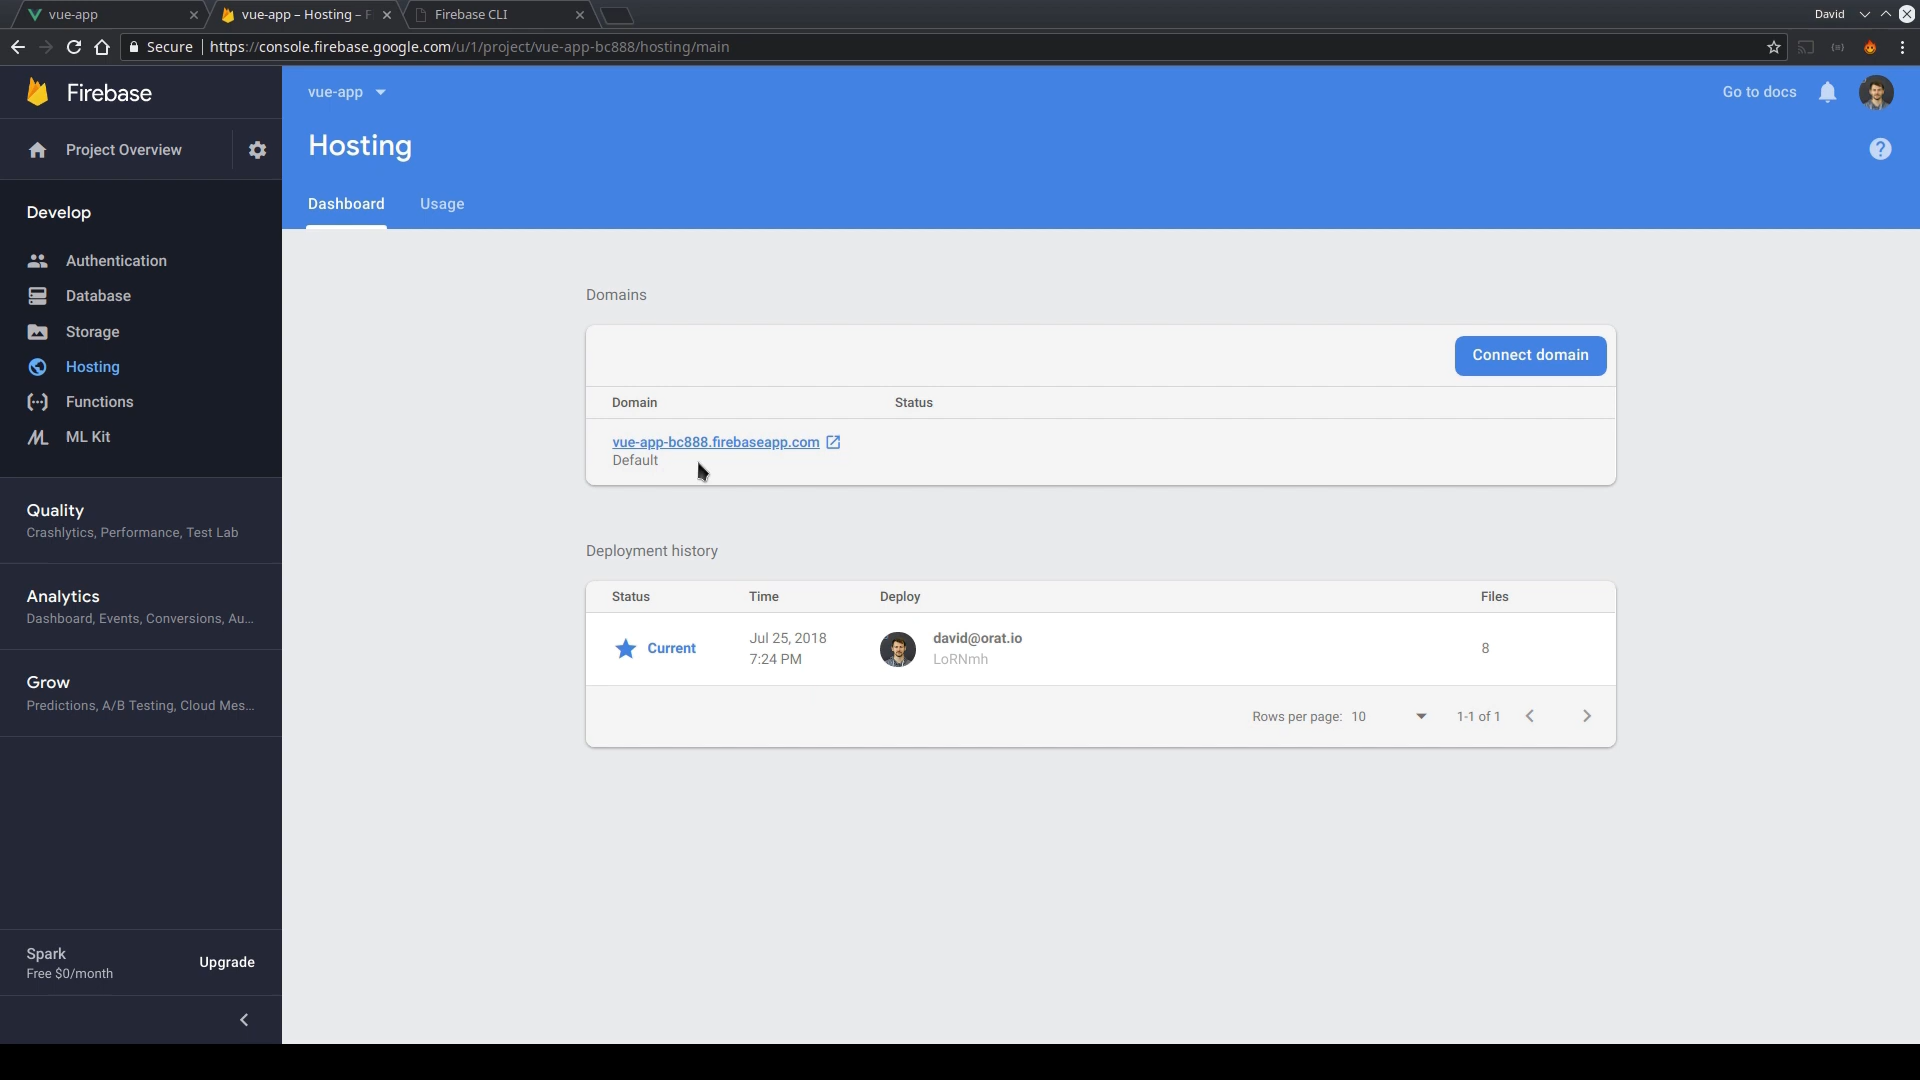 vue-app
vue-app – Hosting – F
Firebase CLI
David
Secure
https://console.firebase.google.com/u/1/project/vue-app-bc888/hosting/main
Firebase
vue-app
Go to docs
Project Overview
Hosting
Dashboard
Usage
Develop
Authentication
Database
Storage
Hosting
Functions
ML Kit
Quality
Crashlytics, Performance, Test Lab
Analytics
Dashboard, Events, Conversions, Au...
Grow
Predictions, A/B Testing, Cloud Mes...
Spark
Free $0/month
Upgrade
Domains
Connect domain
Domain Status
vue-app-bc888.firebaseapp.com
Default
Deployment history
Status Time Deploy Files
Current
Jul 25, 2018
7:24 PM
david@orat.io
LoRNmh
8
Rows per page: 10
1-1 of 1